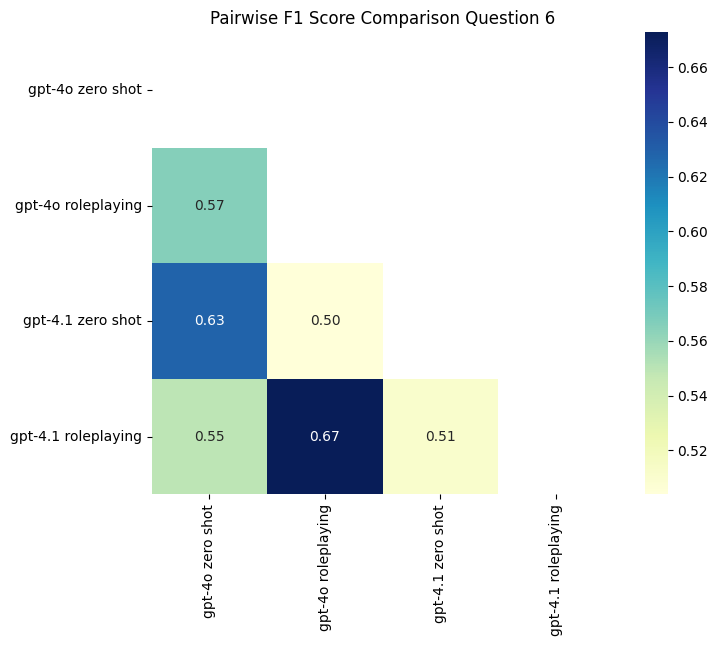 Pairwise F1 Score Comparison Question 6
gpt-4o zero shot
gpt-4o roleplaying
gpt-4.1 zero shot
gpt-4.1 roleplaying
0.57
0.63 0.50
0.55 0.67 0.51
gpt-4o zero shot
gpt-4o roleplaying
gpt-4.1 zero shot
gpt-4.1 roleplaying
0.66
0.64
0.62
0.60
0.58
0.56
0.54
0.52